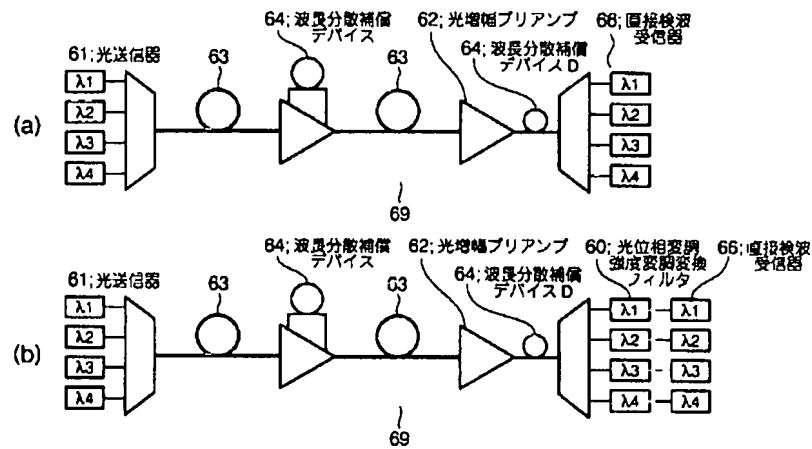 (a)
61;光送信器
λ1
λ2
λ3
λ4
63
64;波長分散補償
デバイス
63
62;光増幅プリアンプ
64;波長分散補償
デバイスD
66;直接検波
受信器
λ1
λ2
λ3
λ4
69
(b)
61;光送信器
λ1
λ2
λ3
λ4
63
64;波長分散補償
デバイス
63
62;光増幅プリアンプ
64;波長分散補償
デバイスD
60;光位相変調
強度変調変換
フィルタ
66;直接検波
受信器
λ1
λ1
λ2
λ2
λ3
λ3
λ4
λ4
69